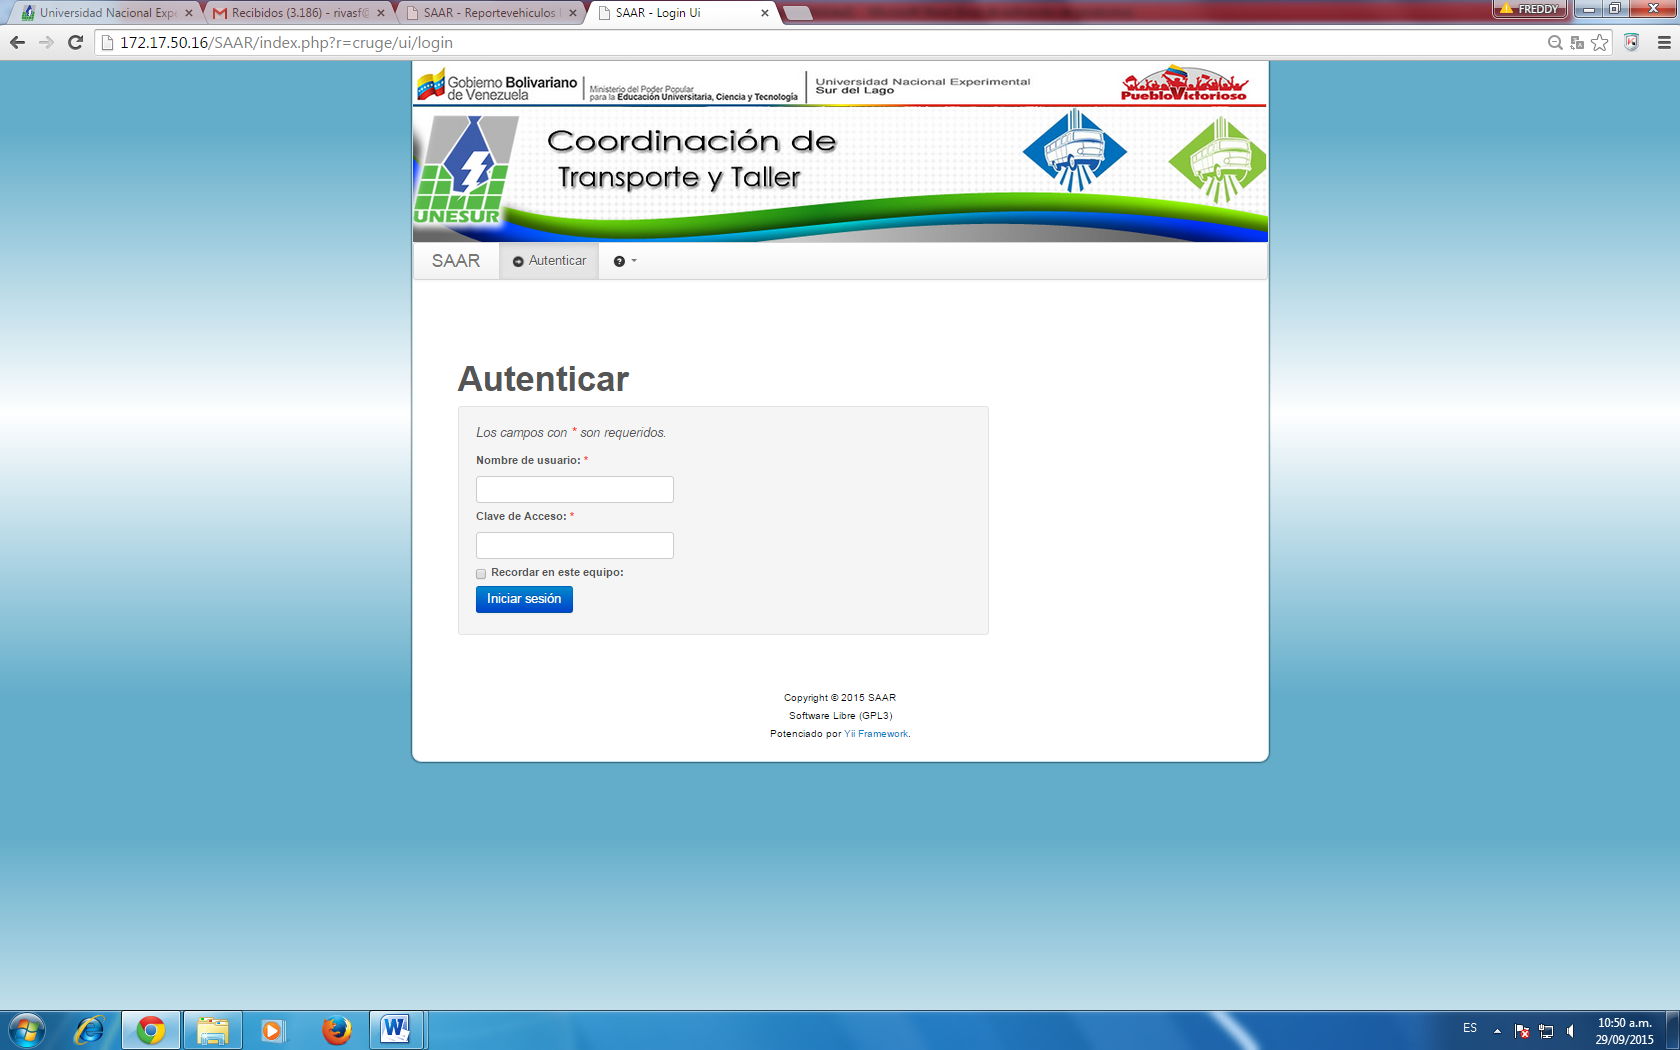 Universidad Nacional Expe
Recibidos (3.186) - rivasf@
SAAR - Reportevehiculos
SAAR - Login Ui
FREDDY
172.17.50.16/SAAR/index.php?r=cruge/ui/login
Gobierno Bolivariano
de Venezuela
Ministerio del Poder Popular
para la Educación Universitaria, Ciencia y Tecnología
Universidad Nacional Experimental
Sur del Lago
PuebloVictorioso
UNESUR
Coordinación de
Transporte y Taller
SAAR
Autenticar
Autenticar
Los campos con * son requeridos.
Nombre de usuario: *
Clave de Acceso: *
Recordar en este equipo:
Iniciar sesión
Copyright © 2015 SAAR
Software Libre (GPL3)
Potenciado por Yii Framework.
ES
10:50 a.m.
29/09/2015